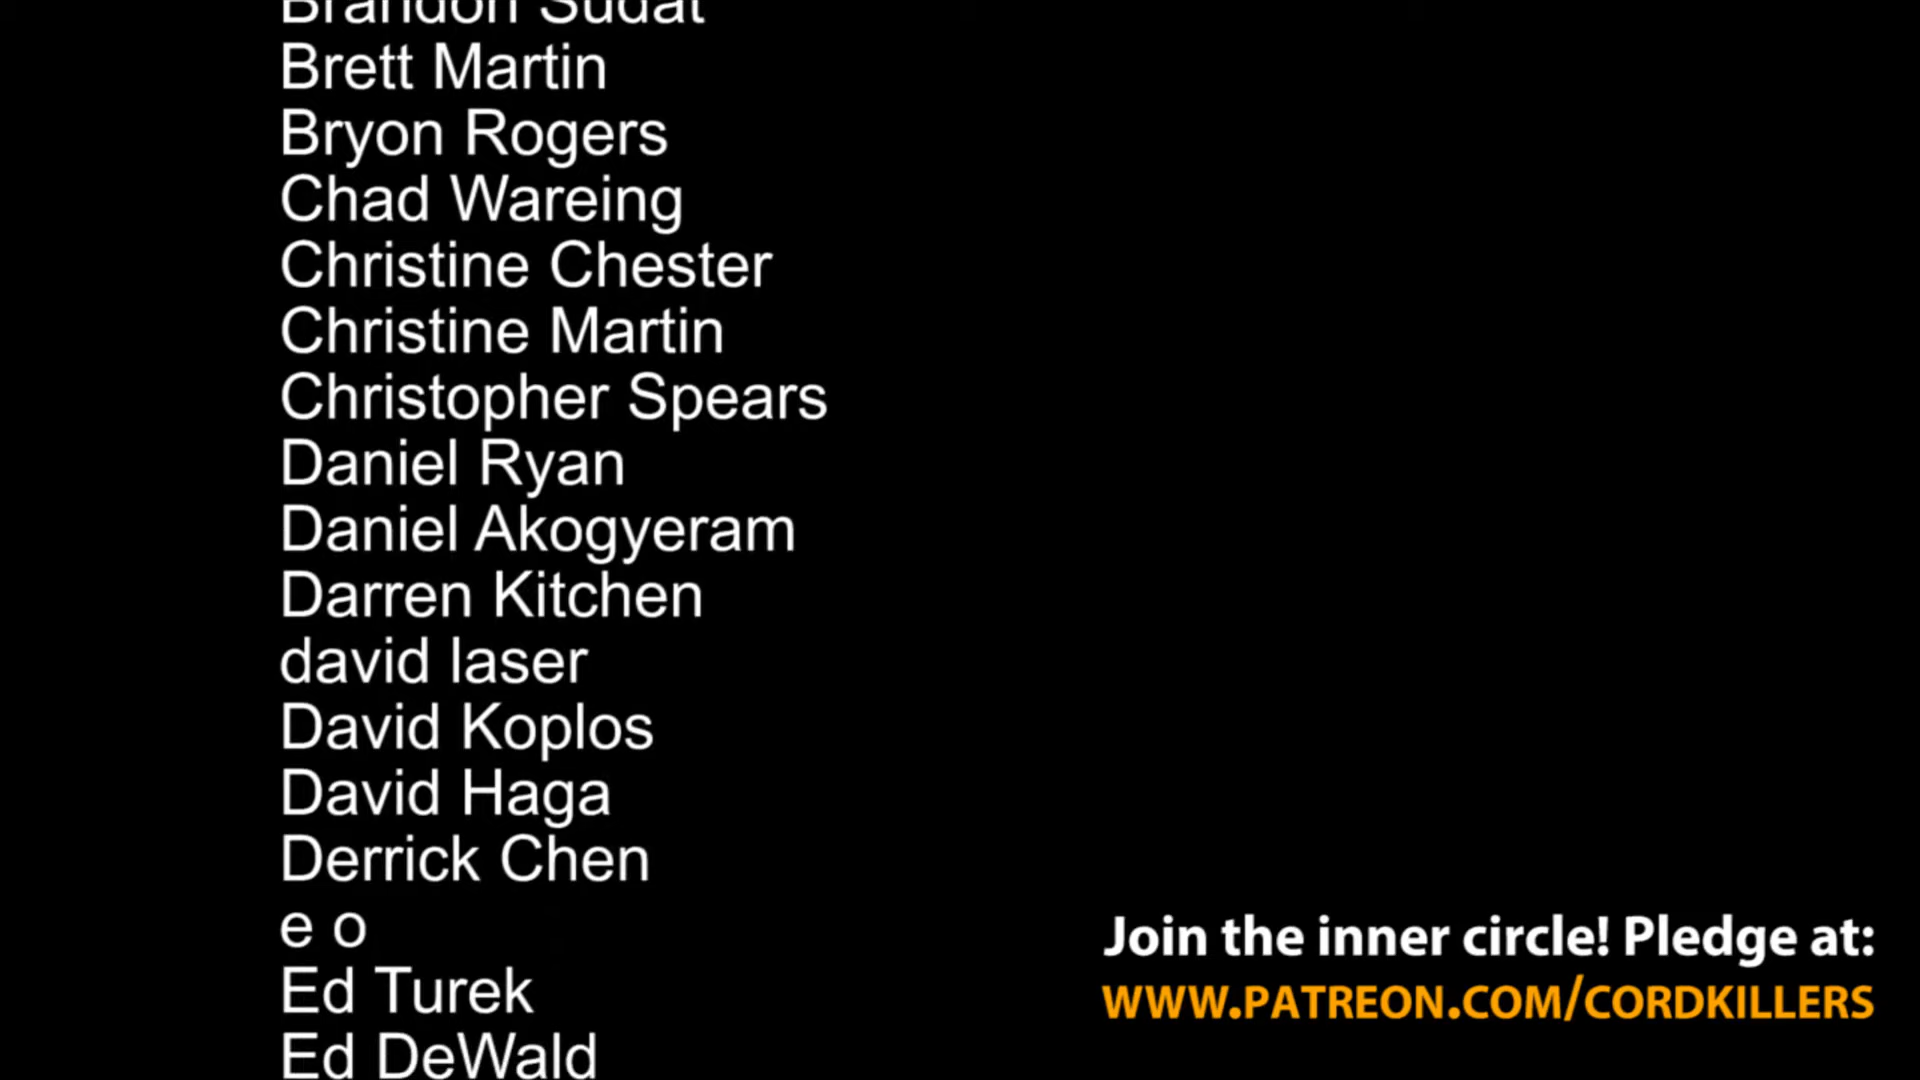 Brandon Sudat
Brett Martin
Bryon Rogers
Chad Wareing
Christine Chester
Christine Martin
Christopher Spears
Daniel Ryan
Daniel Akogyeram
Darren Kitchen
david laser
David Koplos
David Haga
Derrick Chen
e o
Ed Turek
Ed DeWald
Join the inner circle! Pledge at:
WWW.PATREON.COM/CORDKILLERS